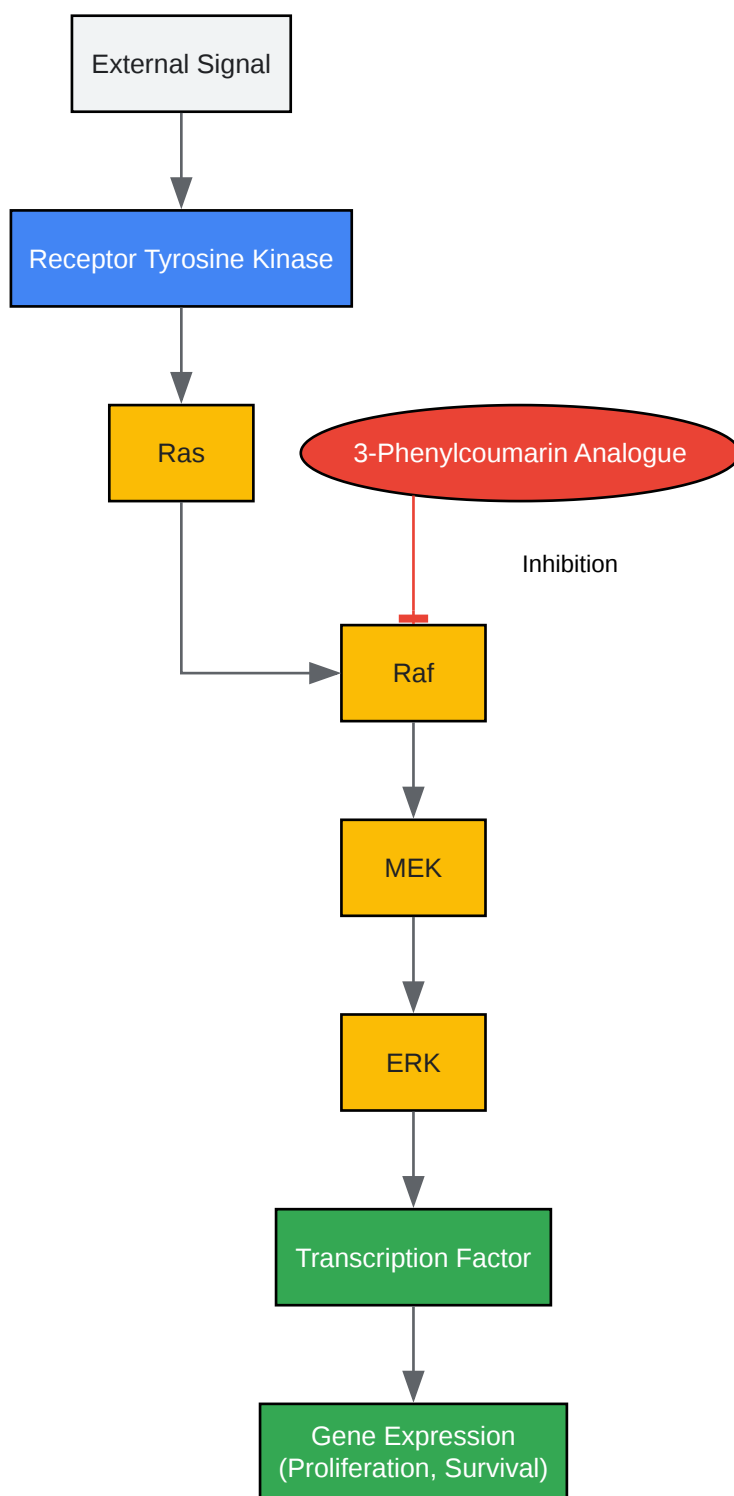 External Signal
Receptor Tyrosine Kinase
Ras
3-Phenylcoumarin Analogue
Inhibition
Raf
MEK
ERK
Transcription Factor
Gene Expression
(Proliferation, Survival)